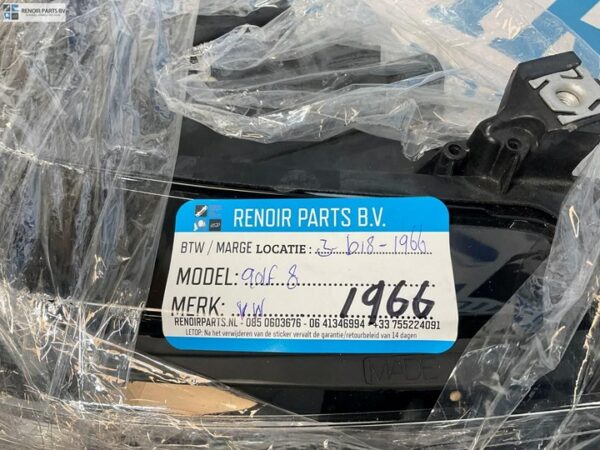 RENOIR PARTS B.V.
RENOIR PARTS B.V.
BTW / MARGE LOCATIE : 3 b18-1966
MODEL: golf 8
MERK: V.W 1966
RENOIRPARTS.NL - 085 0603676 - 06 41346994 - +33 755224091
LETOP: Na het verwijderen van de sticker vervalt de garantie/retourbeleid van 14 dagen
MADE